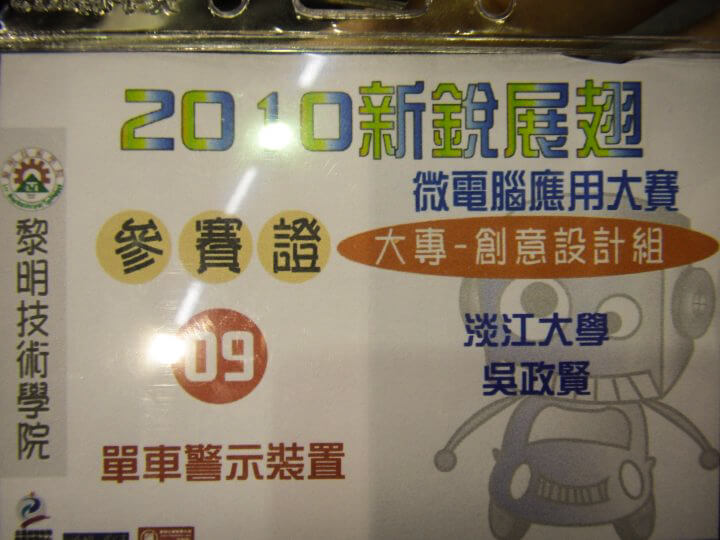 2010新銳展翅
微電腦應用大賽
參賽證
大專-創意設計組
09
淡江大學
吳政賢
單車警示裝置
黎明技術學院